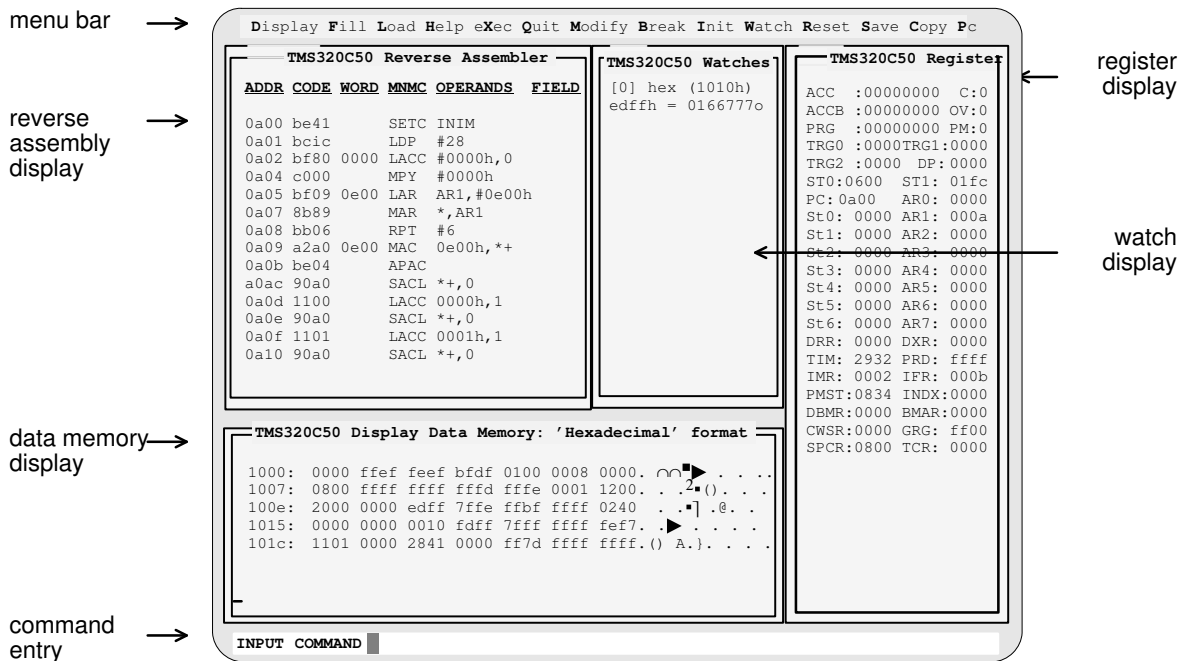 menu bar
Display Fill Load Help eXec Quit Modify Break Init Watch Reset Save Copy Pc
TMS320C50 Reverse Assembler
ADDR CODE WORD MNMC OPERANDS FIELD
0a00 be41 SETC INIM
0a01 bcic LDP #28
0a02 bf80 0000 LACC #0000h,0
0a04 c000 MPY #0000h
0a05 bf09 0e00 LAR AR1,#0e00h
0a07 8b89 MAR *,AR1
0a08 bb06 RPT #6
0a09 a2a0 0e00 MAC 0e00h,*+
0a0b be04 APAC
a0ac 90a0 SACL *+,0
0a0d 1100 LACC 0000h,1
0a0e 90a0 SACL *+,0
0a0f 1101 LACC 0001h,1
0a10 90a0 SACL *+,0
TMS320C50 Watches
[0] hex (1010h)
edffh = 0166777o
TMS320C50 Register
ACC :00000000 C:0
ACCB :00000000 OV:0
PRG :00000000 PM:0
TRG0 :0000TRG1:0000
TRG2 :0000 DP:0000
ST0:0600 ST1: 01fc
PC:0a00 AR0: 0000
St0: 0000 AR1: 000a
St1: 0000 AR2: 0000
St2: 0000 AR3: 0000
St3: 0000 AR4: 0000
St4: 0000 AR5: 0000
St5: 0000 AR6: 0000
St6: 0000 AR7: 0000
DRR: 0000 DXR: 0000
TIM: 2932 PRD: ffff
IMR: 0002 IFR: 000b
PMST:0834 INDX:0000
DBMR:0000 BMAR:0000
CWSR:0000 GRG: ff00
SPCR:0800 TCR: 0000
register
display
reverse
assembly
display
watch
display
data memory
display
TMS320C50 Display Data Memory: ’Hexadecimal’ format
1000: 0000 ffef feef bfdf 0100 0008 0000. ∩∩▪▶ . . ..
1007: 0800 ffff ffff fffd fffe 0001 1200. . .2▪(). . .
100e: 2000 0000 edff 7ffe ffbf ffff 0240 . .▪⌉ .@. .
1015: 0000 0000 0010 fdff 7fff ffff fef7. .▶ . . . .
101c: 1101 0000 2841 0000 ff7d ffff ffff.() A.}. . . .
command
entry
INPUT COMMAND